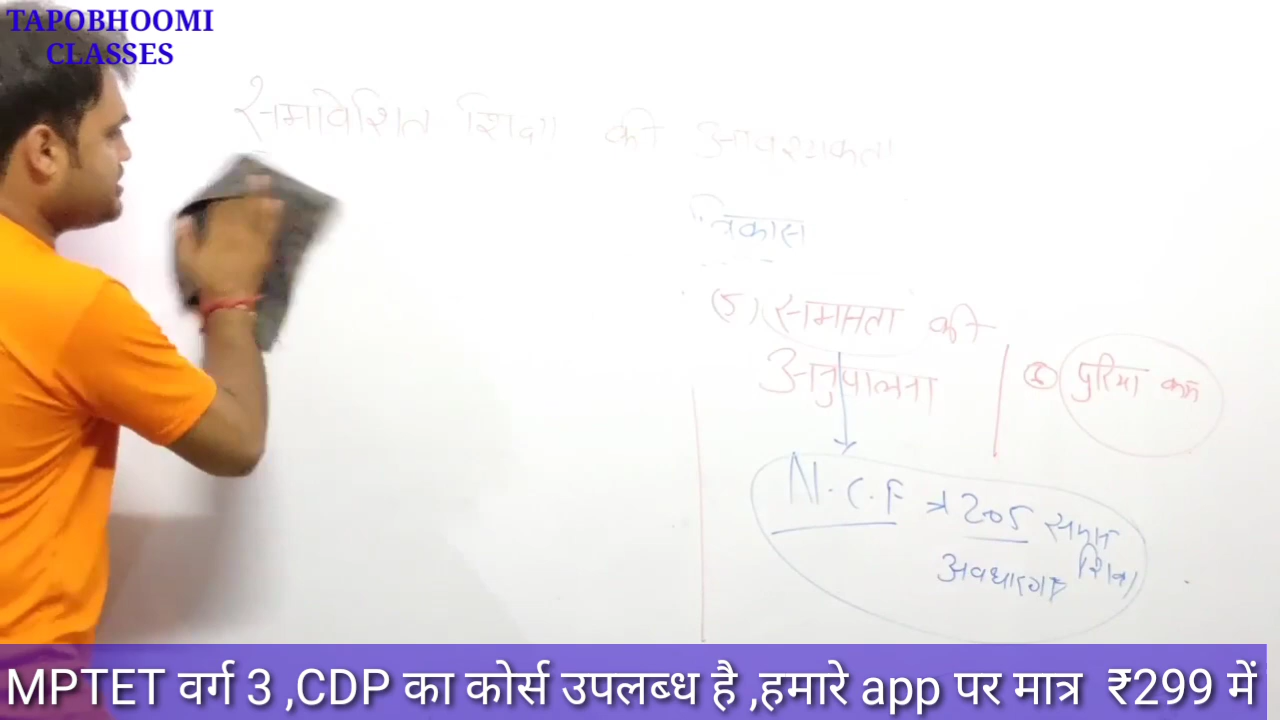 TAPOBHOOMI
CLASSES
समावेशित शिक्षा की आवश्यकता
विकास
(5) समानता की
अनुपालना
N.C.F → 2005 समान
शिक्षा
अवधारणा
MPTET वर्ग 3 ,CDP का कोर्स उपलब्ध है ,हमारे app पर मात्र ₹299 में